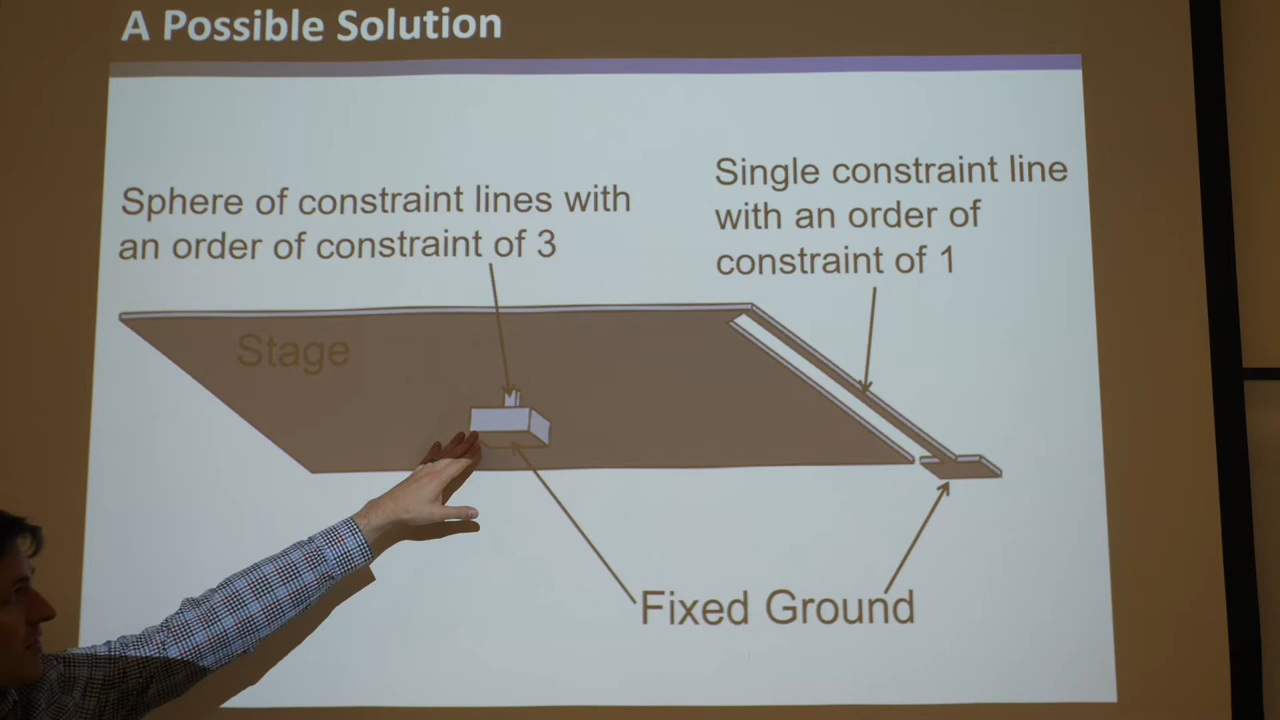 A Possible Solution
Sphere of constraint lines with
an order of constraint of 3
Single constraint line
with an order of
constraint of 1
Stage
Fixed Ground